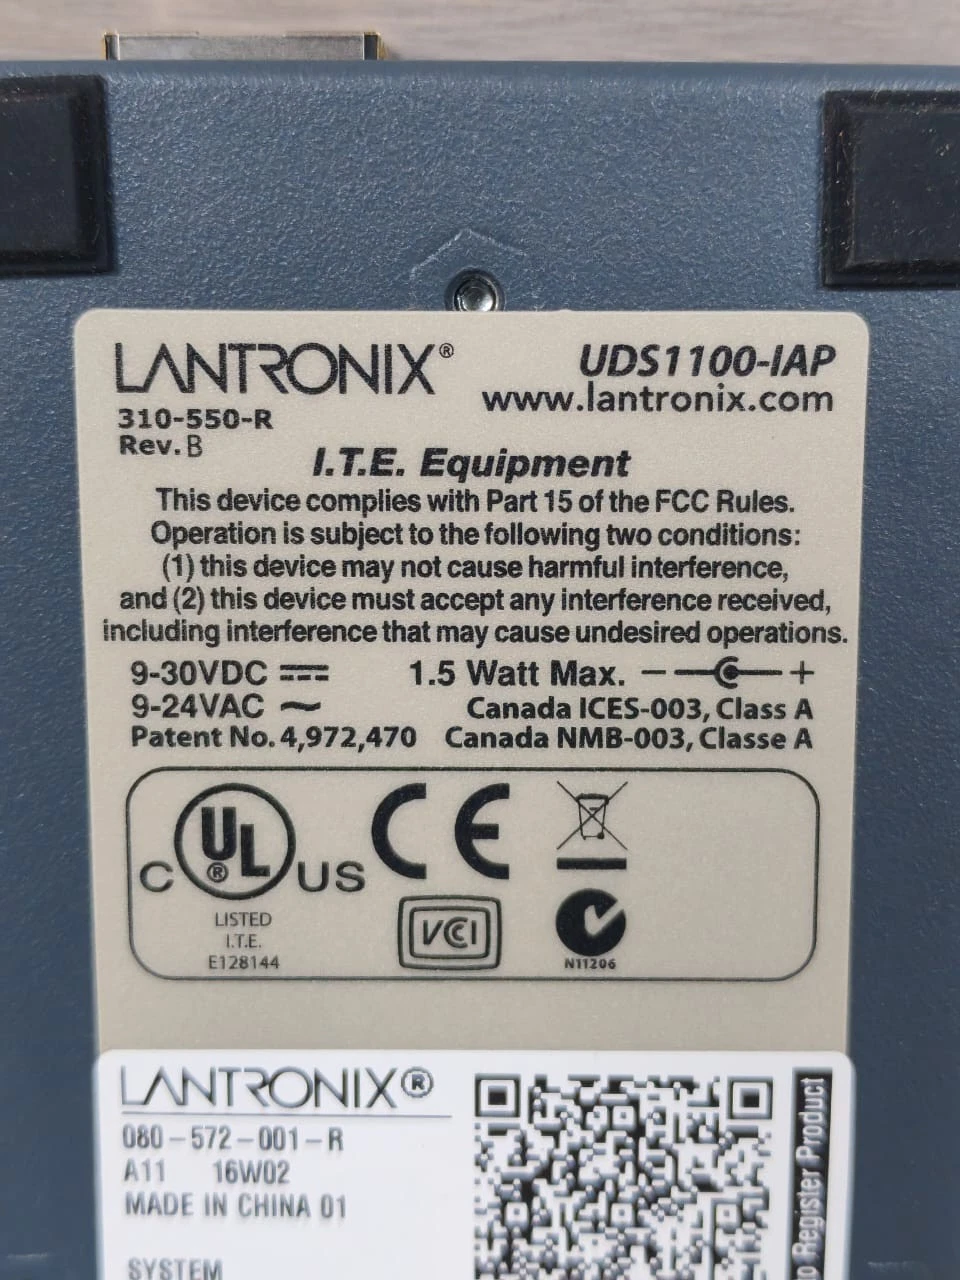 LANTRONIX®
UDS1100-IAP
www.lantronix.com
310-550-R
Rev. B
I.T.E. Equipment
This device complies with Part 15 of the FCC Rules.
Operation is subject to the following two conditions:
(1) this device may not cause harmful interference,
and (2) this device must accept any interference received,
including interference that may cause undesired operations.
9-30VDC 1.5 Watt Max. − +
9-24VAC Canada ICES-003, Class A
Patent No. 4,972,470 Canada NMB-003, Classe A
C UL® US
LISTED
I.T.E.
E128144
CE
VCI
N11206
LANTRONIX®
080-572-001-R
A11 16W02
MADE IN CHINA 01
SYSTEM
Register Product